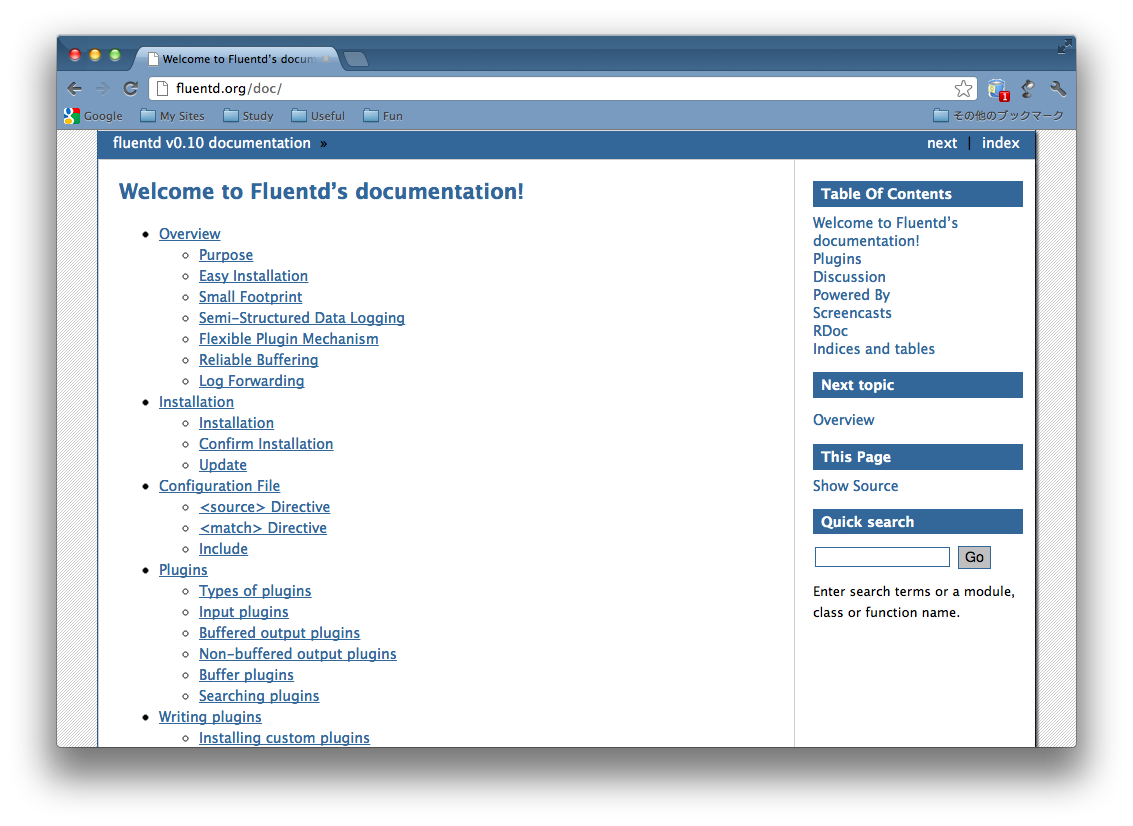 Welcome to Fluentd's docum
fluentd.org/doc/
1
Google My Sites Study Useful Fun その他のブックマーク
fluentd v0.10 documentation » next | index
Welcome to Fluentd’s documentation!
Overview
Purpose
Easy Installation
Small Footprint
Semi-Structured Data Logging
Flexible Plugin Mechanism
Reliable Buffering
Log Forwarding
Installation
Installation
Confirm Installation
Update
Configuration File
<source> Directive
<match> Directive
Include
Plugins
Types of plugins
Input plugins
Buffered output plugins
Non-buffered output plugins
Buffer plugins
Searching plugins
Writing plugins
Installing custom plugins
Table Of Contents
Welcome to Fluentd’s
documentation!
Plugins
Discussion
Powered By
Screencasts
RDoc
Indices and tables
Next topic
Overview
This Page
Show Source
Quick search
Go
Enter search terms or a module,
class or function name.